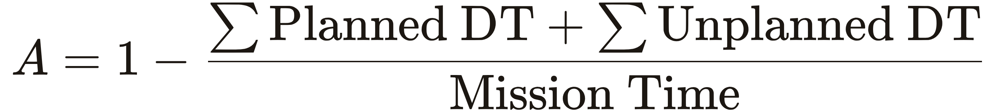 A = 1 − ∑ Planned DT + ∑ Unplanned DT
Mission Time